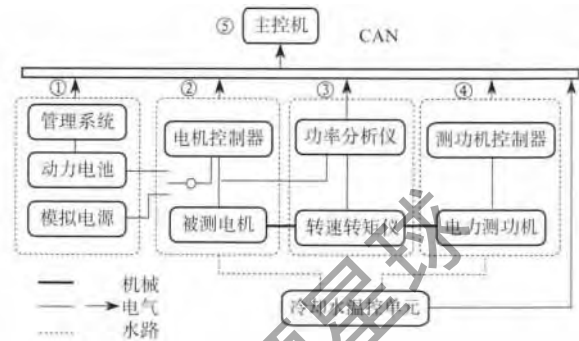 ⑤ 主控机 CAN
① ② ③ ④
管理系统 电机控制器 功率分析仪 测功机控制器
动力电池
模拟电源 被测电机 转速转矩仪 电力测功机
机械
电气
水路
冷却水温控单元
星球